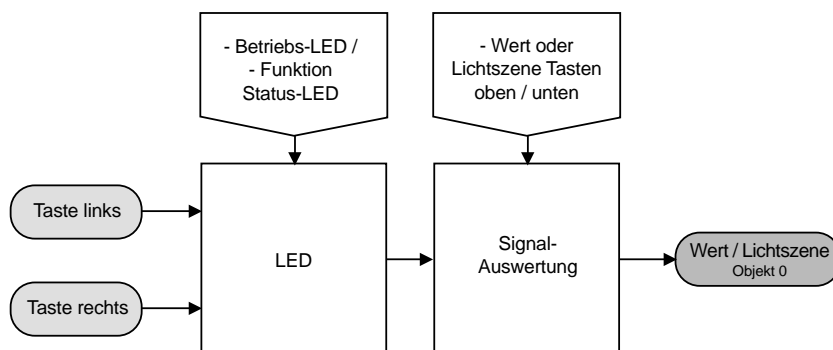 - Betriebs-LED /
- Funktion
Status-LED
- Wert oder
Lichtszene Tasten
oben / unten
Taste links
Taste rechts
LED
Signal-
Auswertung
Wert / Lichtszene
Objekt 0